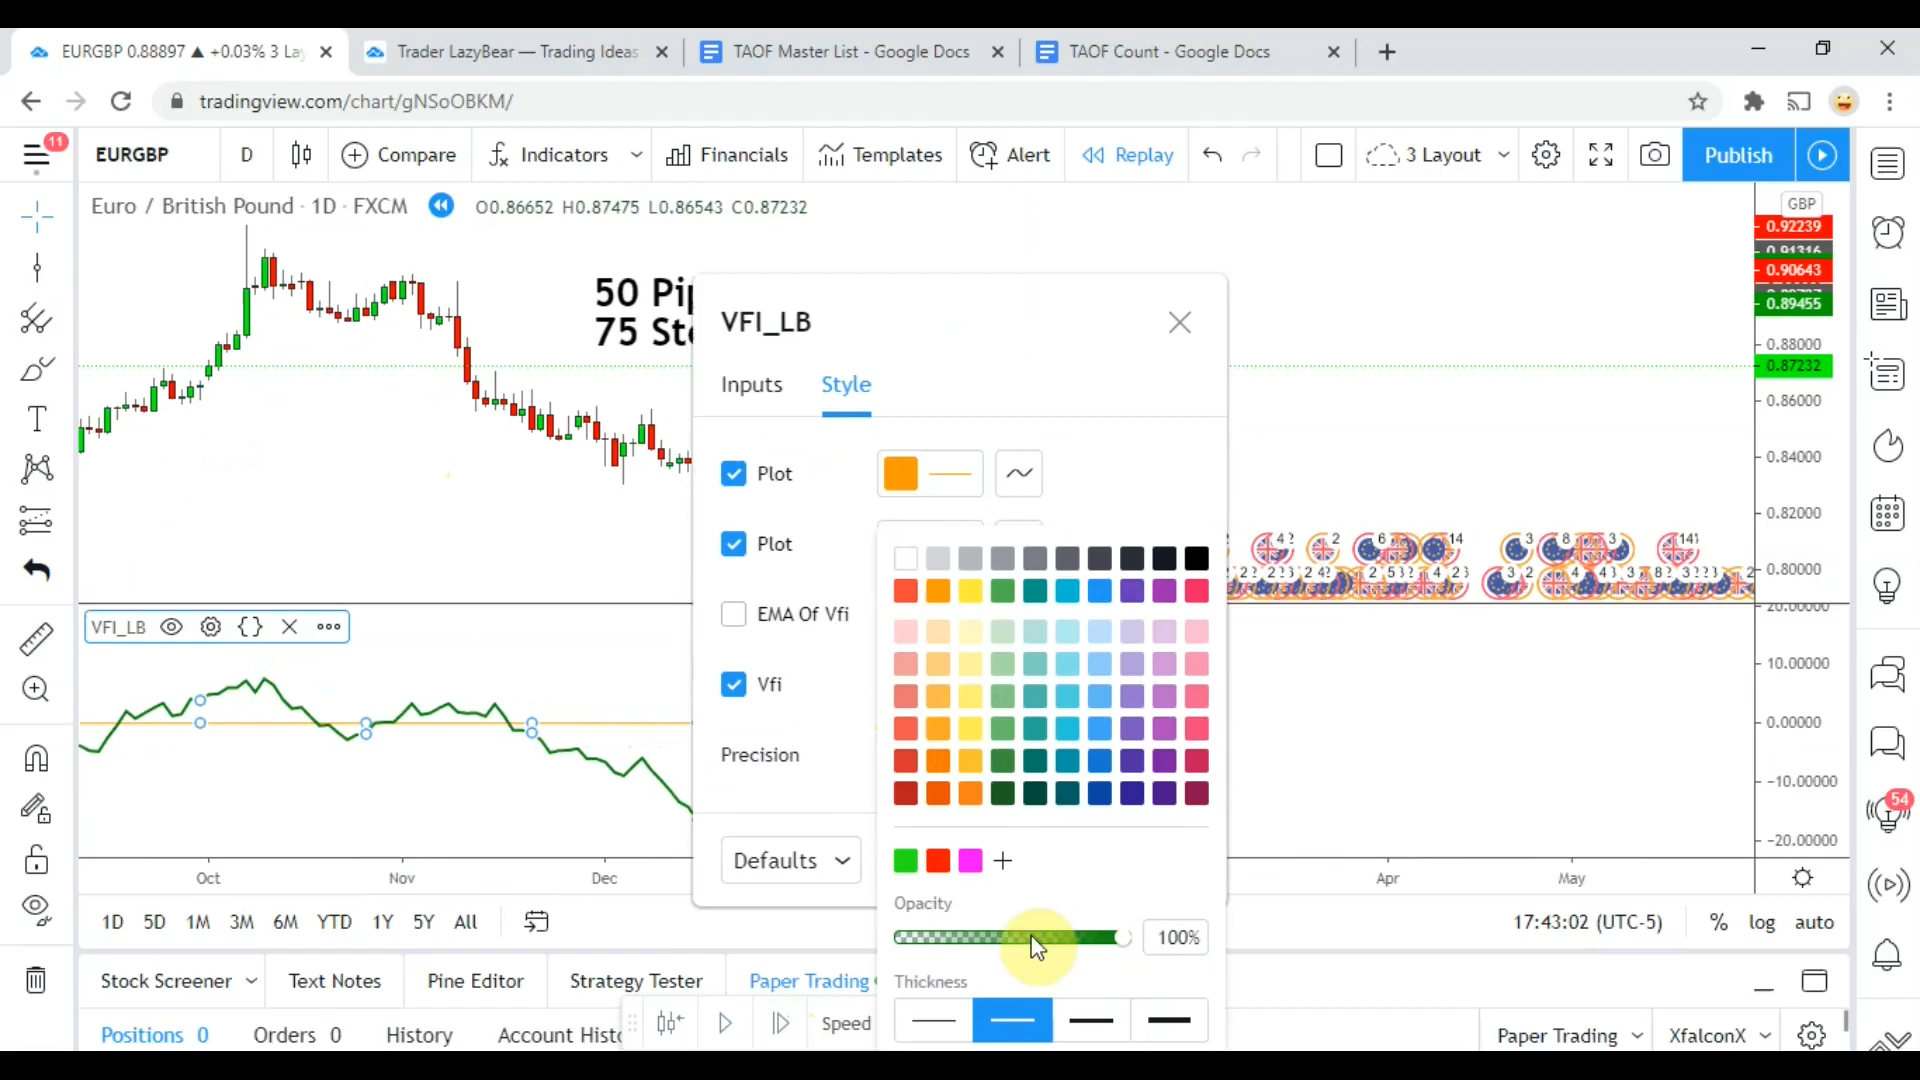 EURGBP 0.88897 ▲ +0.03% 3 La
Trader LazyBear — Trading Ideas
TAOF Master List - Google Docs
TAOF Count - Google Docs
tradingview.com/chart/gNSoOBKM/
11
EURGBP
D
Compare
Indicators
Financials
Templates
Alert
Replay
3 Layout
Publish
Euro / British Pound · 1D · FXCM
O0.86652 H0.87475 L0.86543 C0.87232
GBP
0.92239
0.91316
0.90643
0.89455
0.88000
0.87232
0.86000
0.84000
0.82000
0.80000
50 Pip
75 Sto
VFI_LB
Inputs
Style
Plot
Plot
EMA Of Vfi
Vfi
Precision
Defaults
Opacity
100%
Thickness
VFI_LB
20.00000
10.00000
0.00000
-10.00000
-20.00000
54
Oct
Nov
Dec
Apr
May
1D
5D
1M
3M
6M
YTD
1Y
5Y
All
17:43:02 (UTC-5)
%
log
auto
Stock Screener
Text Notes
Pine Editor
Strategy Tester
Paper Trading
Speed
Positions 0
Orders 0
History
Account Histo
Paper Trading
XfalconX